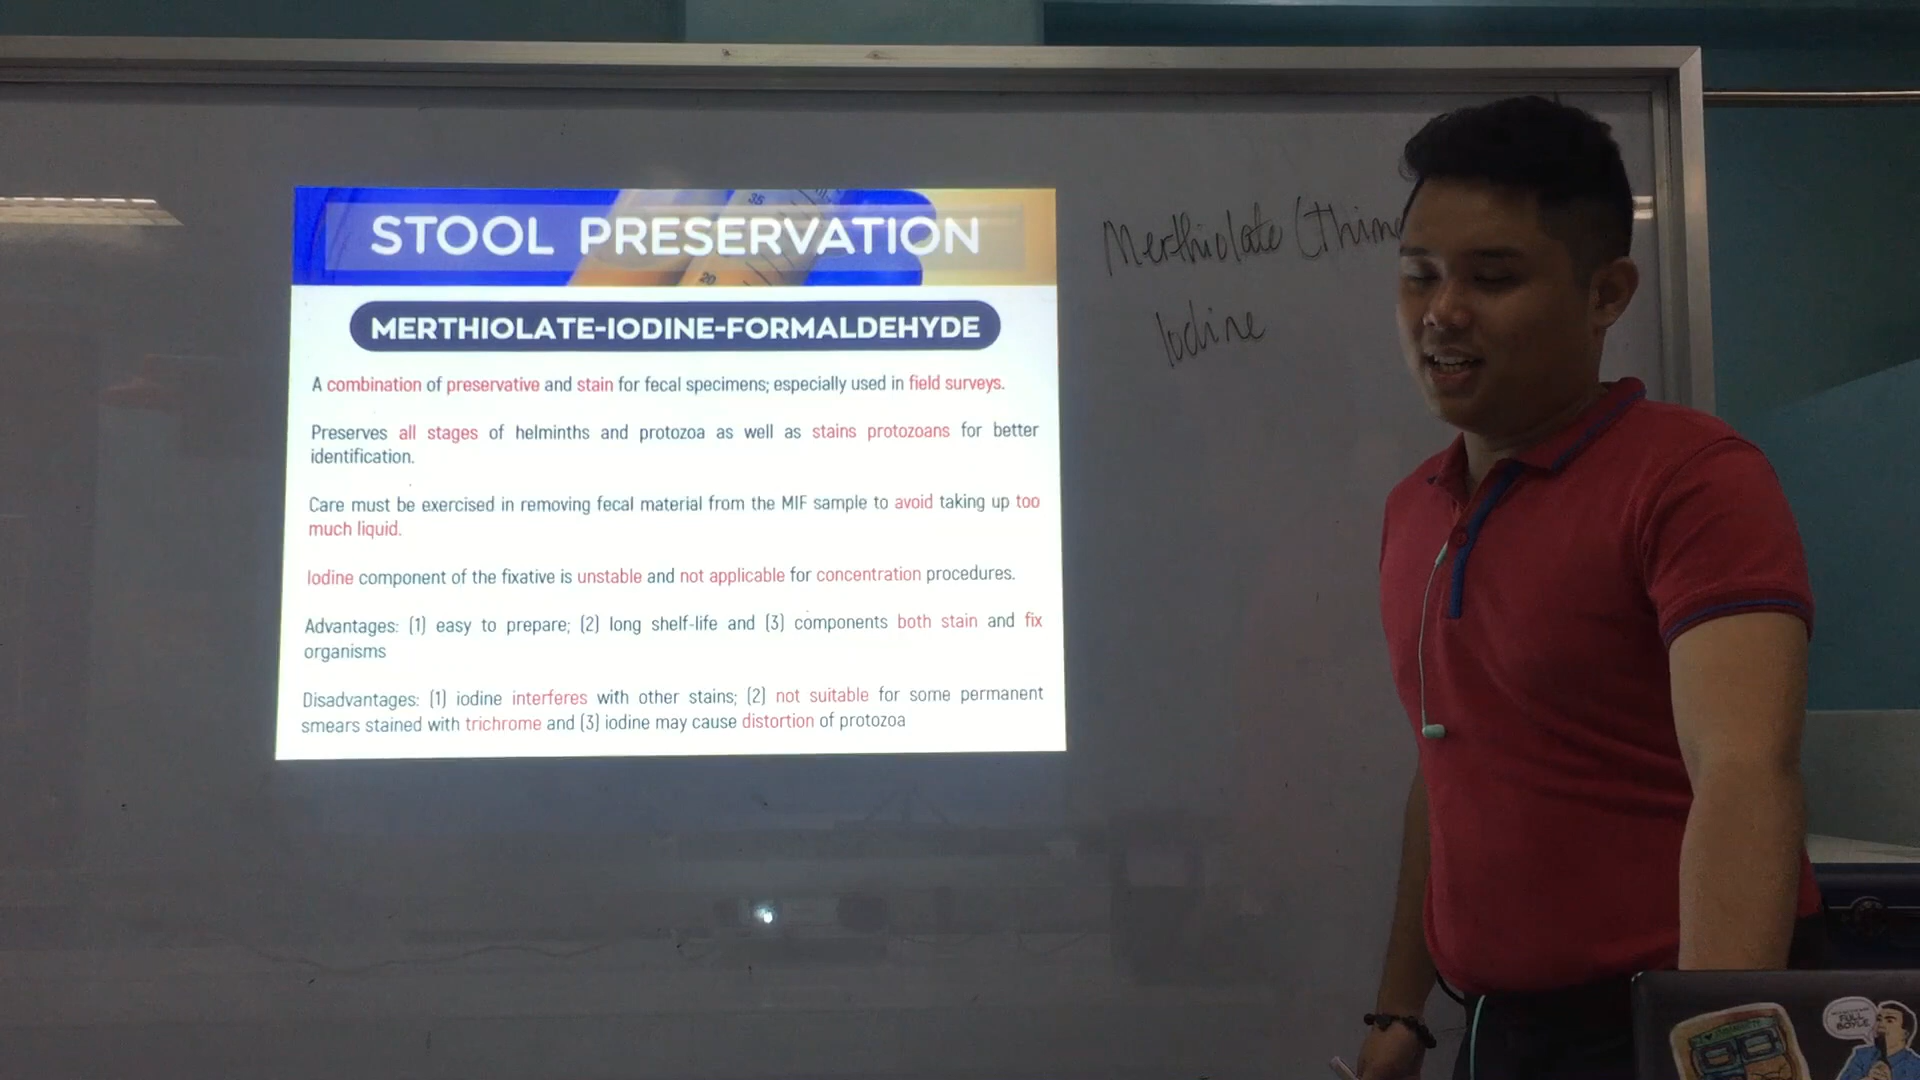 STOOL PRESERVATION
35
20
MERTHIOLATE-IODINE-FORMALDEHYDE
A combination of preservative and stain for fecal specimens; especially used in field surveys.
Preserves all stages of helminths and protozoa as well as stains protozoans for better
identification.
Care must be exercised in removing fecal material from the MIF sample to avoid taking up too
much liquid.
Iodine component of the fixative is unstable and not applicable for concentration procedures.
Advantages: (1) easy to prepare; (2) long shelf-life and (3) components both stain and fix
organisms
Disadvantages: (1) iodine interferes with other stains; (2) not suitable for some permanent
smears stained with trichrome and (3) iodine may cause distortion of protozoa
Merthiolate (Thime
Iodine
FULL
BOYLE